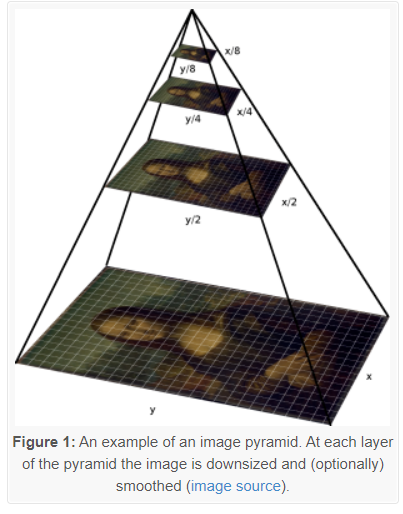 x/8
y/8
x/4
y/4
x/2
y/2
x
y
Figure 1: An example of an image pyramid. At each layer
of the pyramid the image is downsized and (optionally)
smoothed (image source).